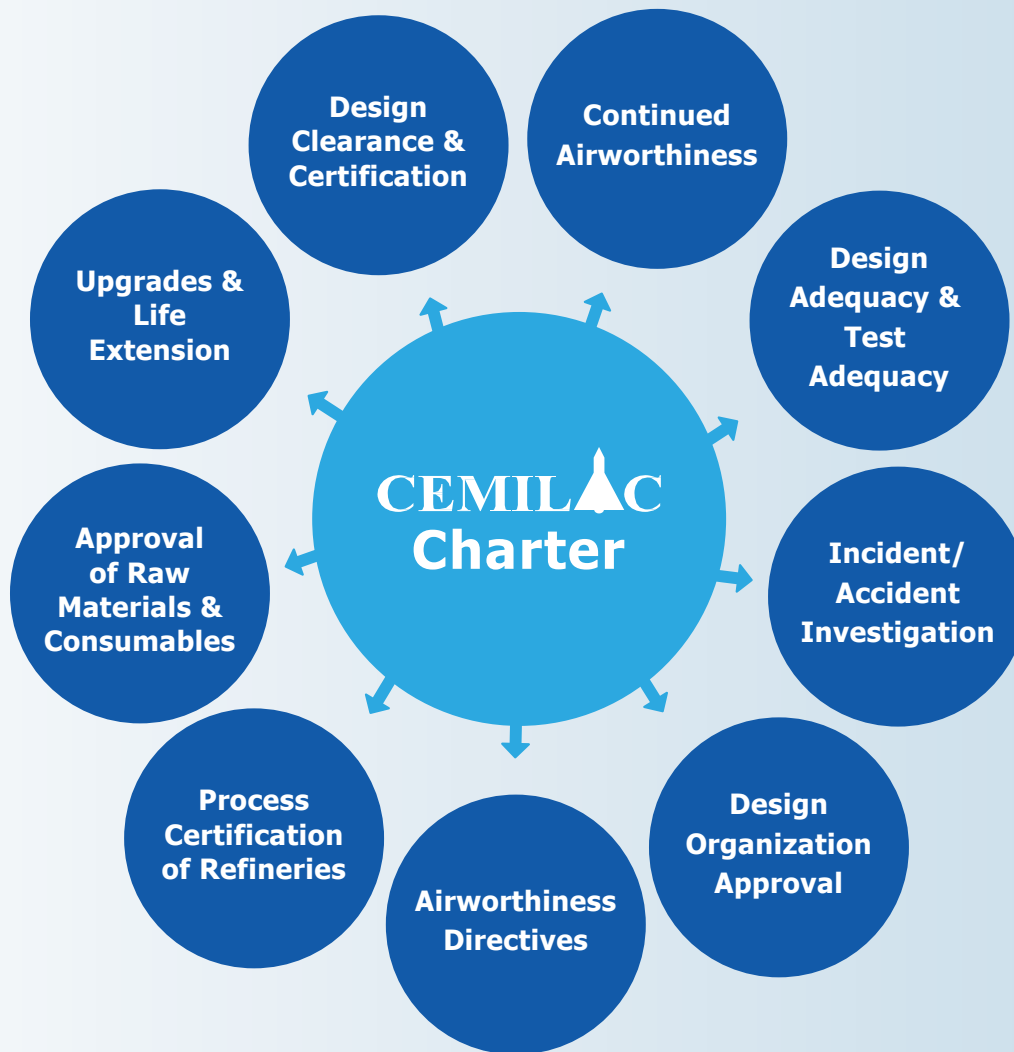 Design
Clearance &
Certification
Continued
Airworthiness
Design
Adequacy &
Test
Adequacy
Incident/
Accident
Investigation
Design
Organization
Approval
Airworthiness
Directives
Process
Certification
of Refineries
Approval
of Raw
Materials &
Consumables
Upgrades &
Life
Extension
CEMILAC
Charter